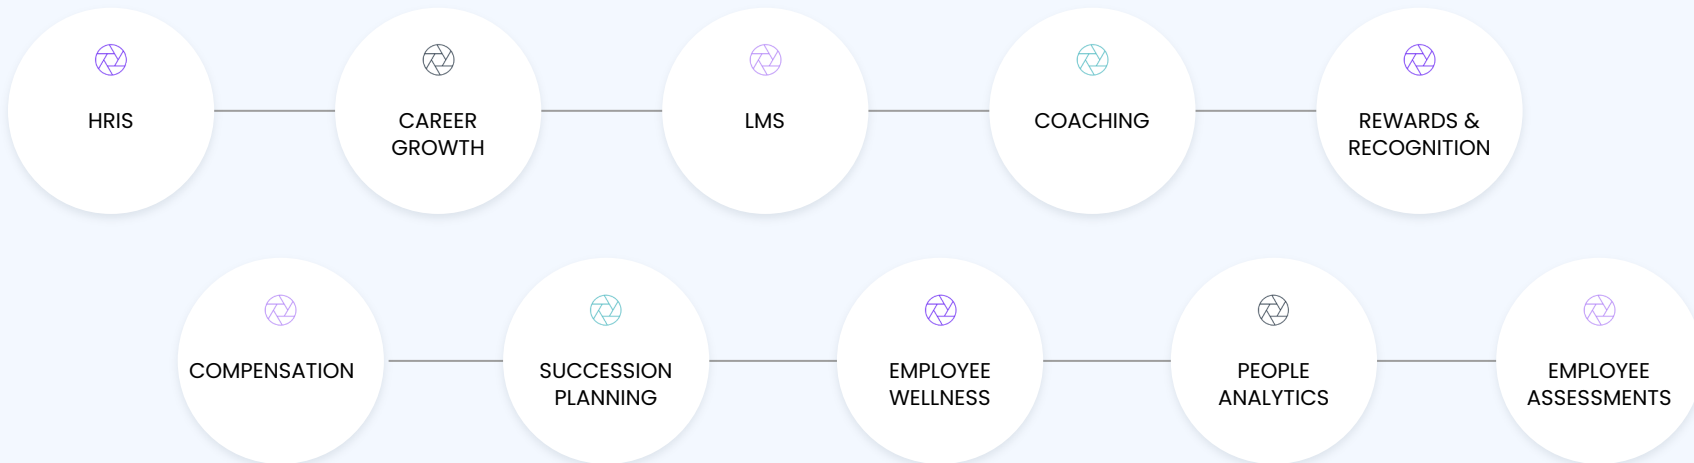 HRIS
CAREER
GROWTH
LMS
COACHING
REWARDS &
RECOGNITION
COMPENSATION
SUCCESSION
PLANNING
EMPLOYEE
WELLNESS
PEOPLE
ANALYTICS
EMPLOYEE
ASSESSMENTS